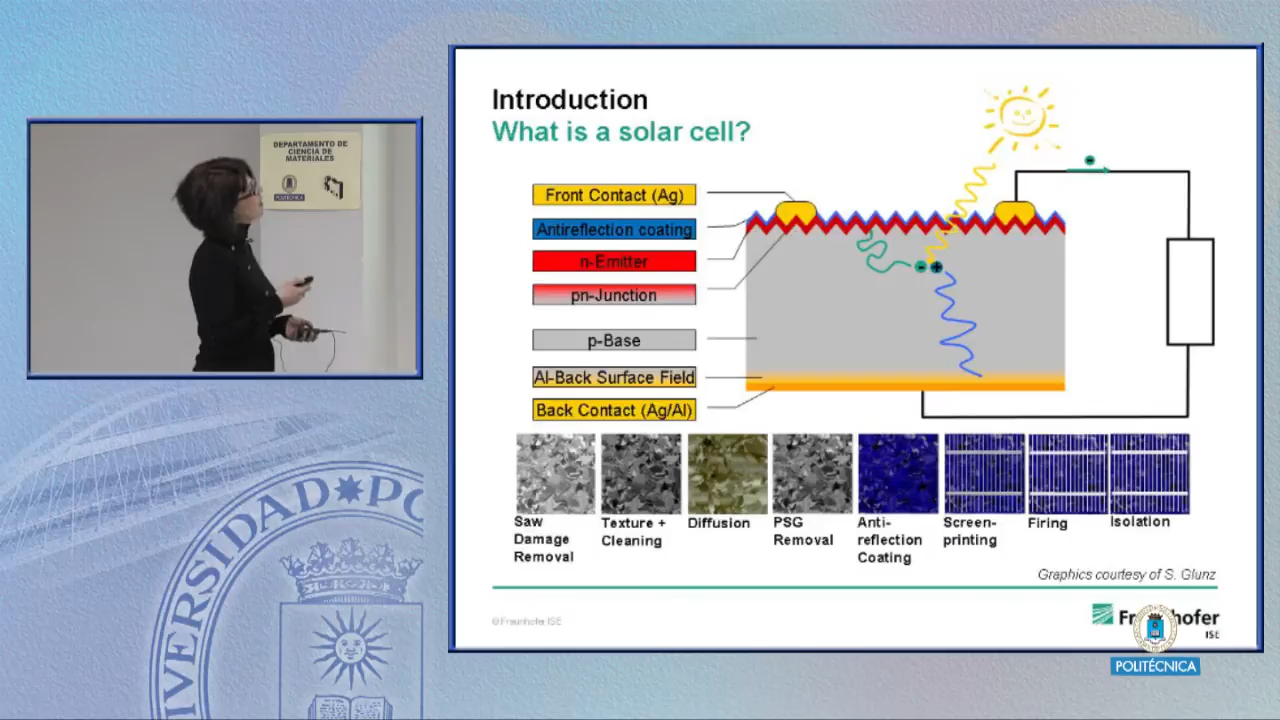 DEPARTAMENTO DE
CIENCIA DE
MATERIALES
POLITÉCNICA
UNIVERSIDAD PO
Introduction
What is a solar cell?
Front Contact (Ag)
Antireflection coating
n-Emitter
pn-Junction
p-Base
Al-Back Surface Field
Back Contact (Ag/Al)
-
- +
Saw
Damage
Removal
Texture +
Cleaning
Diffusion
PSG
Removal
Anti-
reflection
Coating
Screen-
printing
Firing
Isolation
Graphics courtesy of S. Glunz
© Fraunhofer ISE
Fraunhofer
ISE
POLITÉCNICA